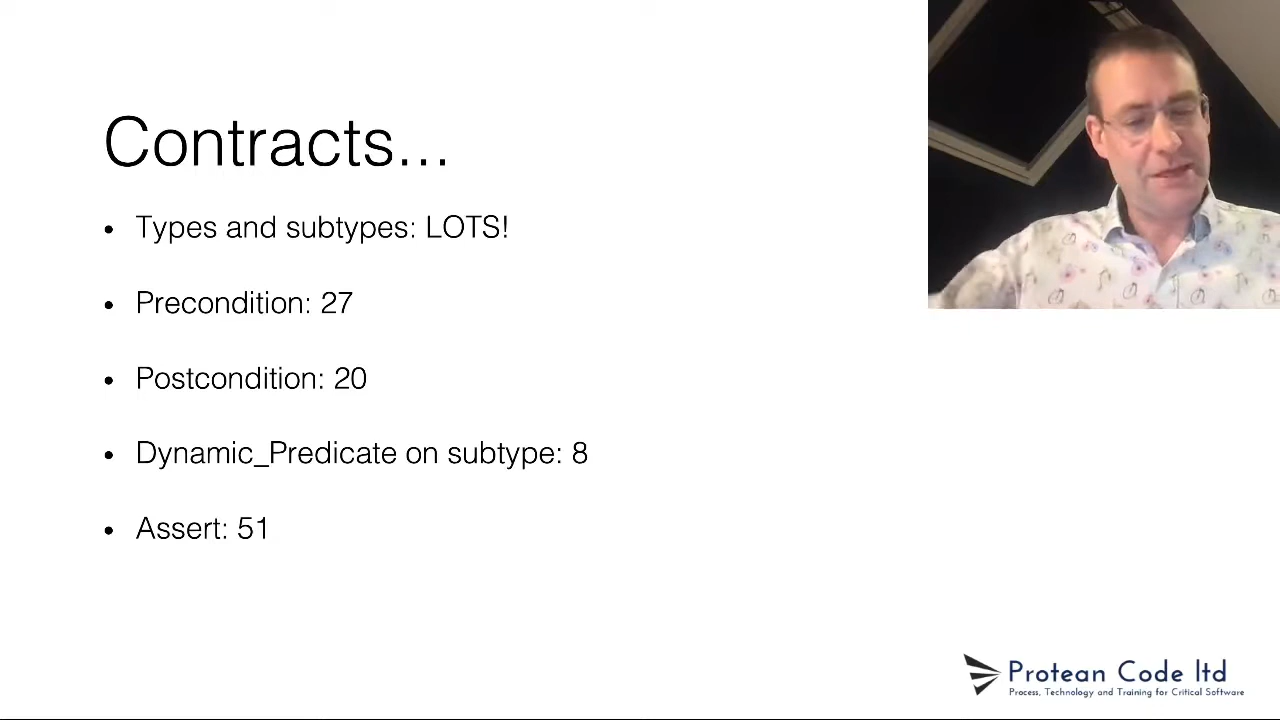 Contracts...
• Types and subtypes: LOTS!
• Precondition: 27
• Postcondition: 20
• Dynamic_Predicate on subtype: 8
• Assert: 51
Protean Code ltd
Process, Technology and Training for Critical Software